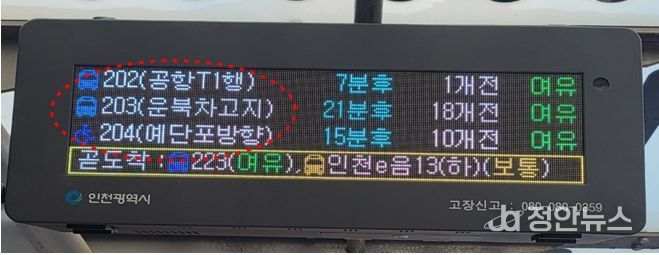 202(공항T1행) 7분후 1개전 여유
203(운북차고지) 21분후 18개전 여유
204(예단포방향) 15분후 10개전 여유
곧도착 : 223(여유), 인천e음13(하)(보통)
인천광역시 고장신고 : 080-080-0359
정안뉴스